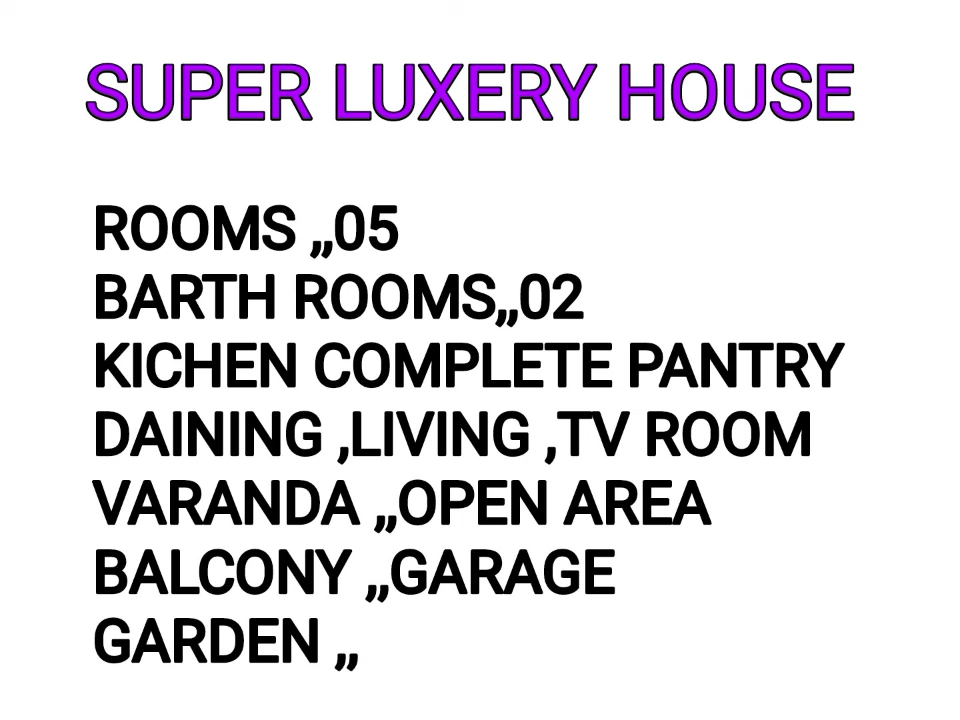 SUPER LUXERY HOUSE
ROOMS ,,05
BARTH ROOMS,,02
KICHEN COMPLETE PANTRY
DAINING ,LIVING ,TV ROOM
VARANDA ,,OPEN AREA
BALCONY ,,GARAGE
GARDEN ,,